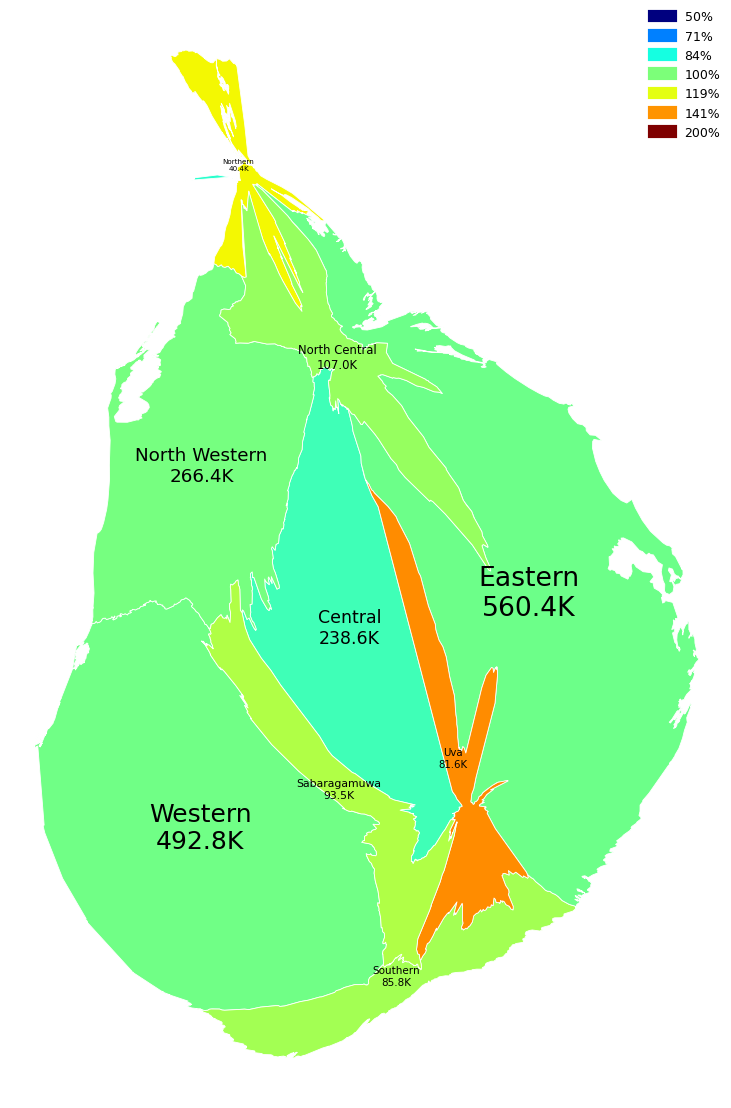 50%
71%
84%
100%
119%
141%
200%
Northern
40.4K
North Central
107.0K
North Western
266.4K
Eastern
560.4K
Central
238.6K
Uva
81.6K
Sabaragamuwa
93.5K
Western
492.8K
Southern
85.8K